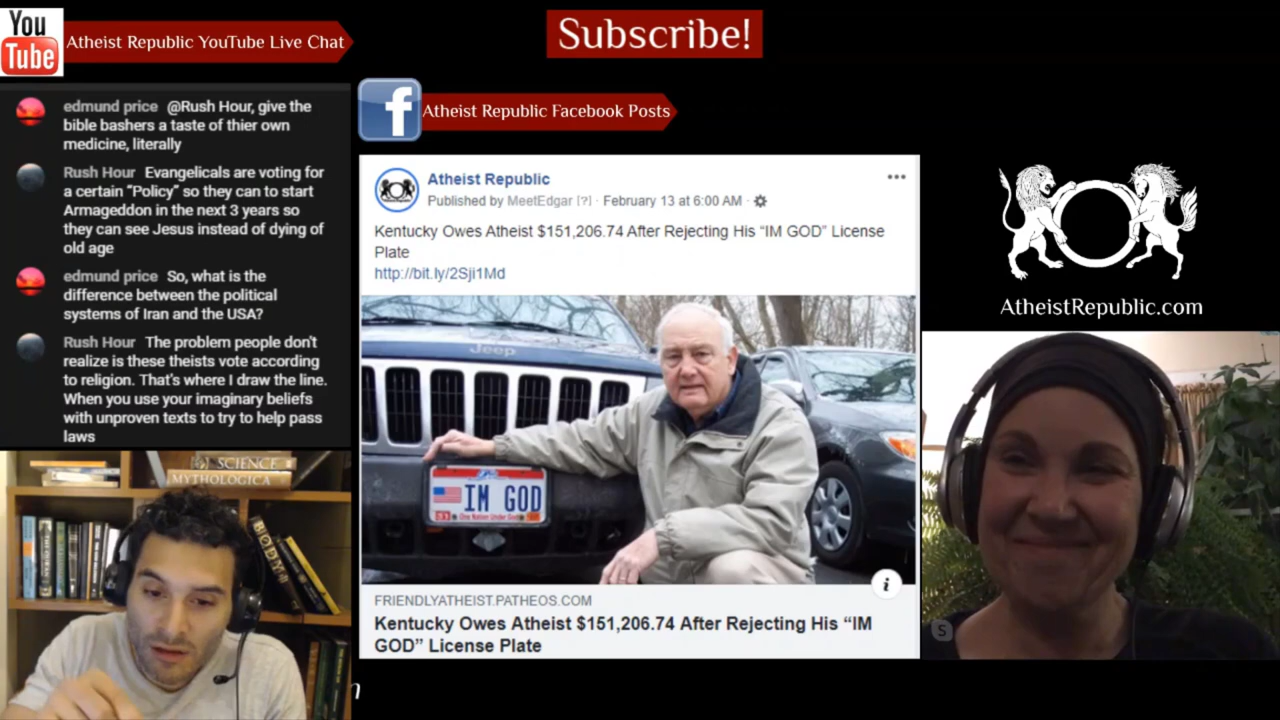 You
Tube
Atheist Republic YouTube Live Chat
Subscribe!
edmund price @Rush Hour, give the
bible bashers a taste of thier own
medicine, literally
Rush Hour Evangelicals are voting for
a certain “Policy” so they can to start
Armageddon in the next 3 years so
they can see Jesus instead of dying of
old age
edmund price So, what is the
difference between the political
systems of Iran and the USA?
Rush Hour The problem people don't
realize is these theists vote according
to religion. That's where I draw the line.
When you use your imaginary beliefs
with unproven texts to try to help pass
laws
f
Atheist Republic Facebook Posts
Atheist Republic
Published by MeetEdgar [?] · February 13 at 6:00 AM ·
Kentucky Owes Atheist $151,206.74 After Rejecting His “IM GOD” License
Plate
http://bit.ly/2Sji1Md
Jeep
IM GOD
One Nation Under God
i
FRIENDLYATHEIST.PATHEOS.COM
Kentucky Owes Atheist $151,206.74 After Rejecting His “IM
GOD” License Plate
AtheistRepublic.com
SCIENCE
MYTHOLOGICA
BODY
S
n